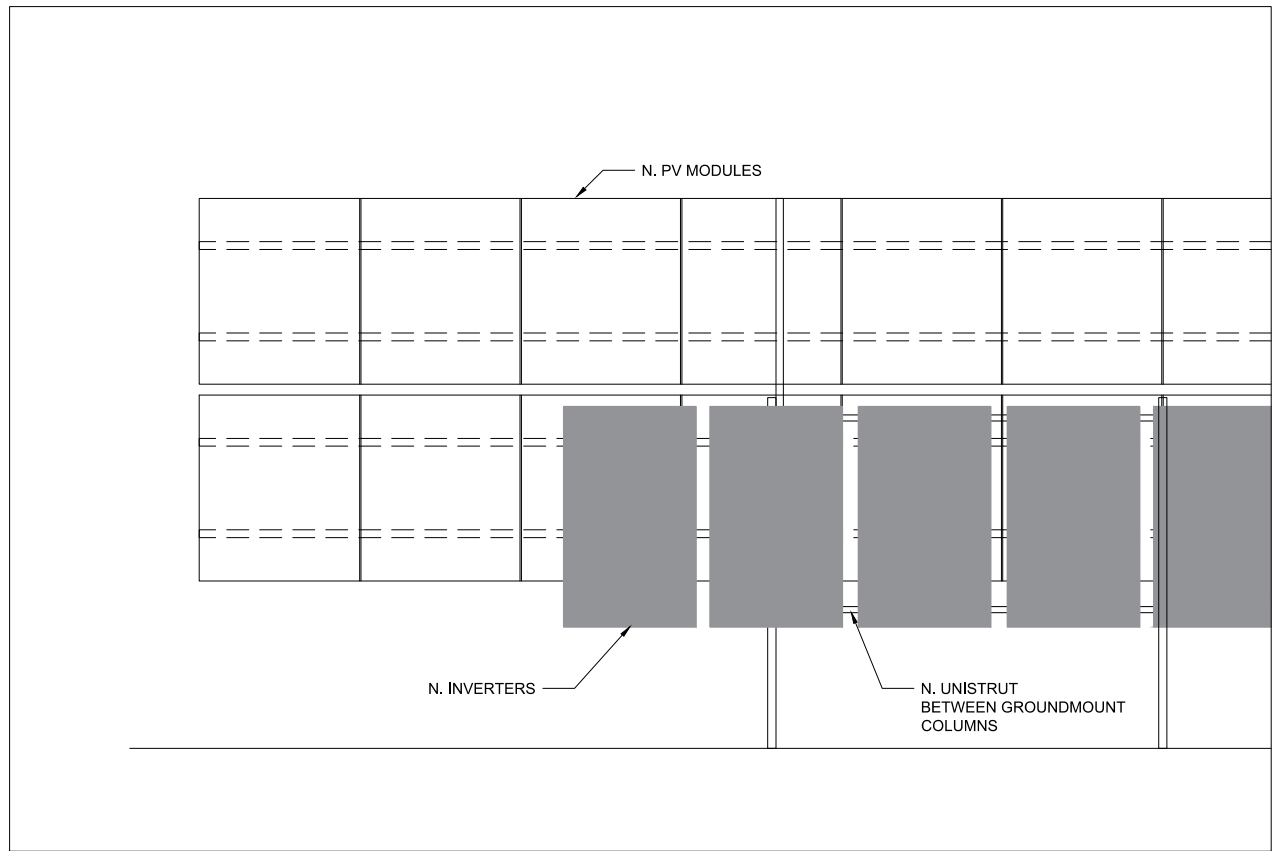 N. PV MODULES
N. INVERTERS
N. UNISTRUT
BETWEEN GROUNDMOUNT
COLUMNS